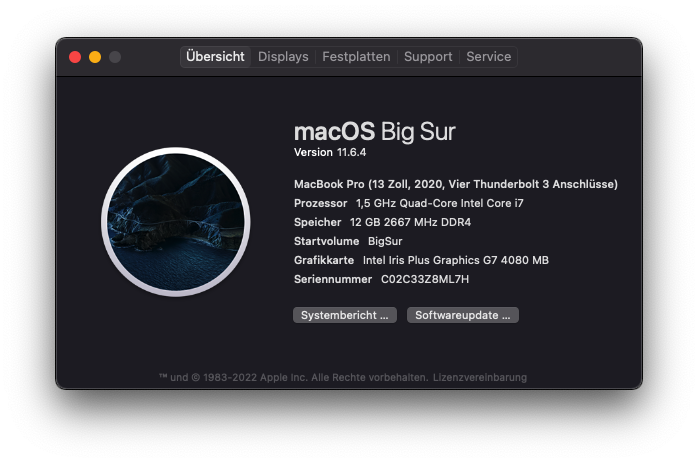 Übersicht Displays Festplatten Support Service
macOS Big Sur
Version 11.6.4
MacBook Pro (13 Zoll, 2020, Vier Thunderbolt 3 Anschlüsse)
Prozessor 1,5 GHz Quad-Core Intel Core i7
Speicher 12 GB 2667 MHz DDR4
Startvolume BigSur
Grafikkarte Intel Iris Plus Graphics G7 4080 MB
Seriennummer C02C33Z8ML7H
Systembericht ... Softwareupdate ...
™ und © 1983-2022 Apple Inc. Alle Rechte vorbehalten. Lizenzvereinbarung